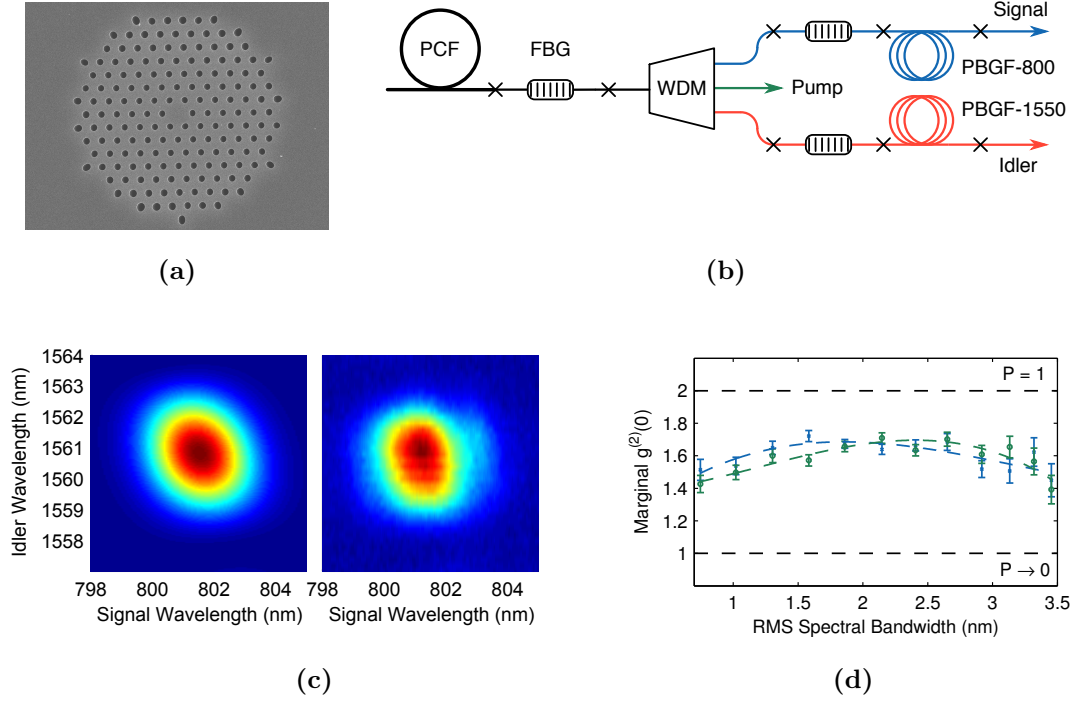 (a)
PCF
FBG
WDM
Signal
PBGF-800
Pump
PBGF-1550
Idler
(b)
Idler Wavelength (nm)
1564
1563
1562
1561
1560
1559
1558
798 800 802 804
798 800 802 804
Signal Wavelength (nm)
Signal Wavelength (nm)
(c)
Marginal g(2)(0)
2
1.8
1.6
1.4
1.2
1
P = 1
P → 0
1 1.5 2 2.5 3 3.5
RMS Spectral Bandwidth (nm)
(d)